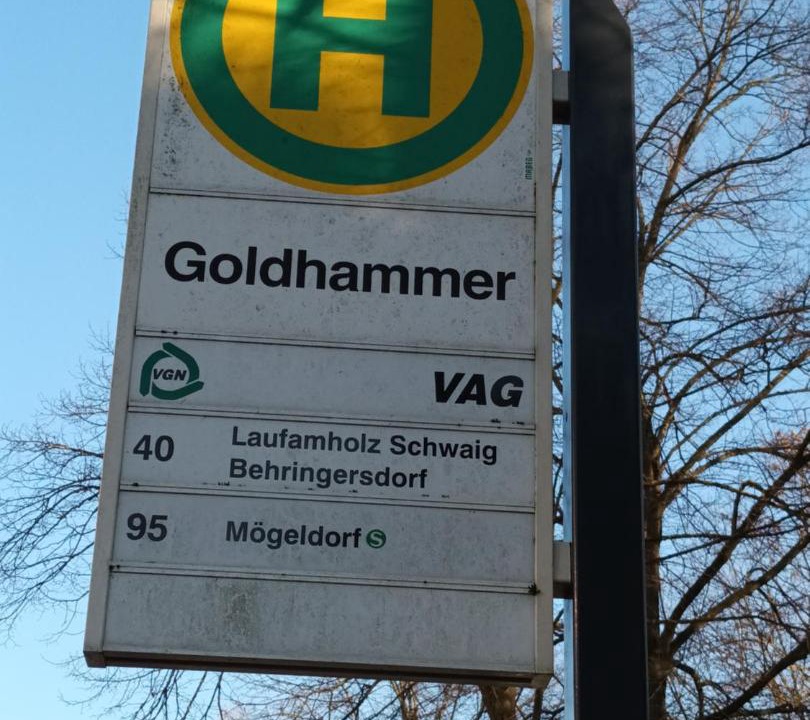 H
Goldhammer
VGN
VAG
40 Laufamholz Schwaig
Behringersdorf
95 Mögeldorf S